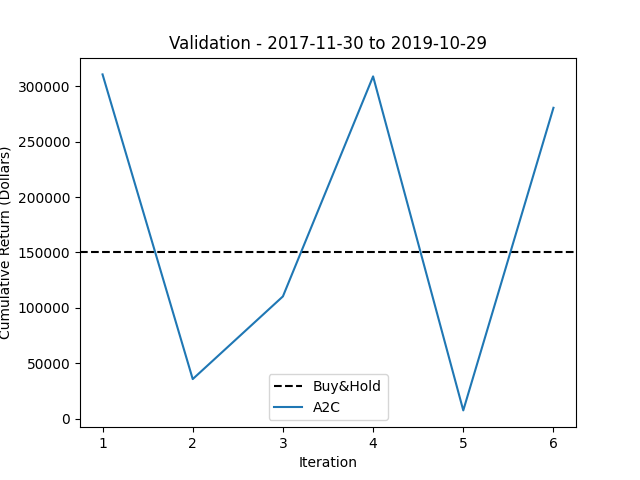 Validation - 2017-11-30 to 2019-10-29
Cumulative Return (Dollars)
300000
250000
200000
150000
100000
50000
0
Buy&Hold
A2C
1 2 3 4 5 6
Iteration